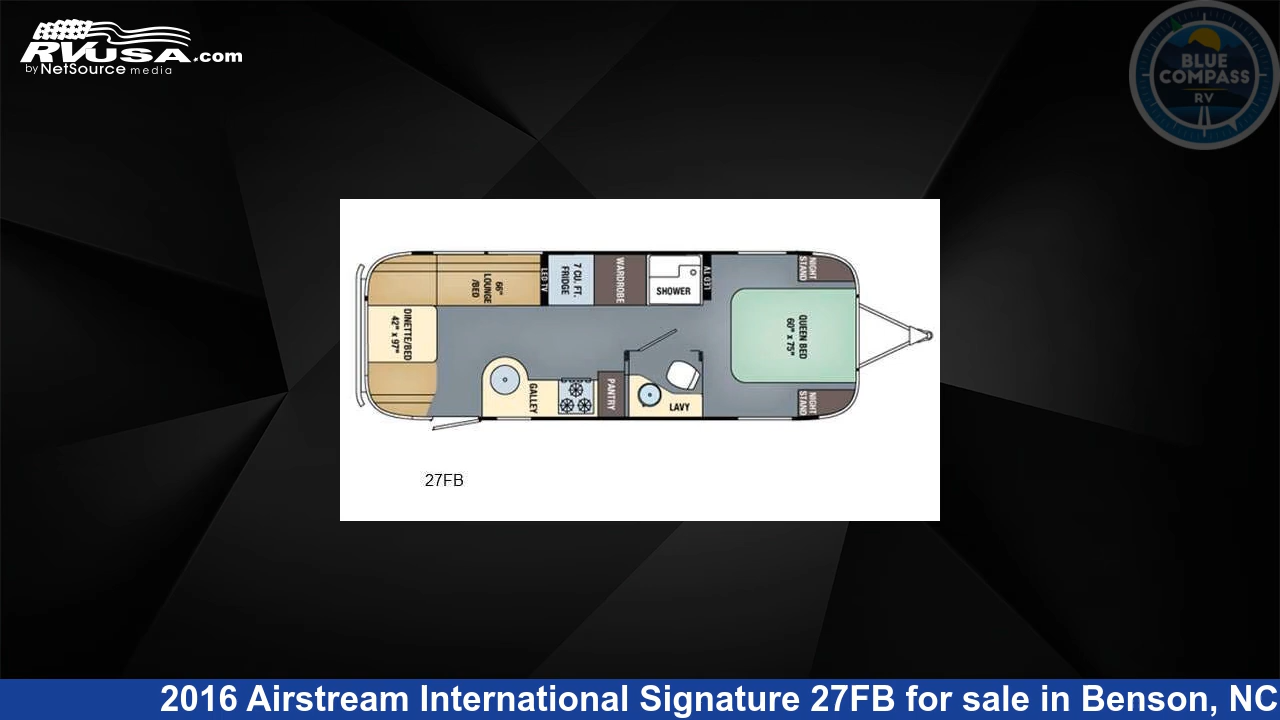 RVUSA.com
by NetSource media
BLUE
COMPASS
RV
LED TV
7 CU. FT.
FRIDGE
WARDROBE
SHOWER
LED TV
NIGHT
STAND
66"
LOUNGE
/BED
DINETTE/BED
42" x 97"
QUEEN BED
60" x 75"
GALLEY
PANTRY
LAVY
NIGHT
STAND
27FB
2016 Airstream International Signature 27FB for sale in Benson, NC